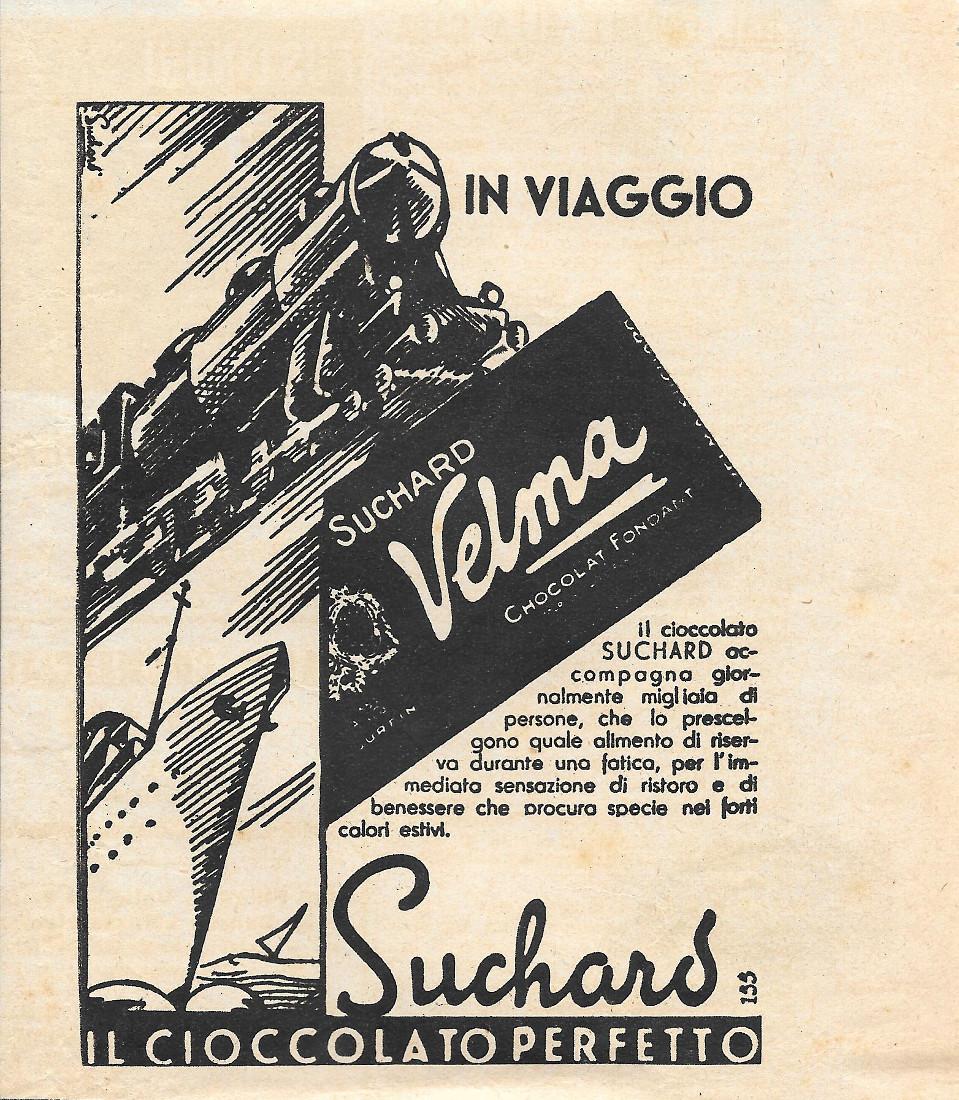 Suchard
IN VIAGGIO
SUCHARD
Velma
CHOCOLAT FONDANT
il cioccolato
SUCHARD ac-
compagna gior-
nalmente migliaia di
persone, che lo prescel-
gono quale alimento di riser-
va durante una fatica, per l'im-
mediata sensazione di ristoro e di
benessere che procura specie nei forti
calori estivi.
Suchard
155
IL CIOCCOLATO PERFETTO